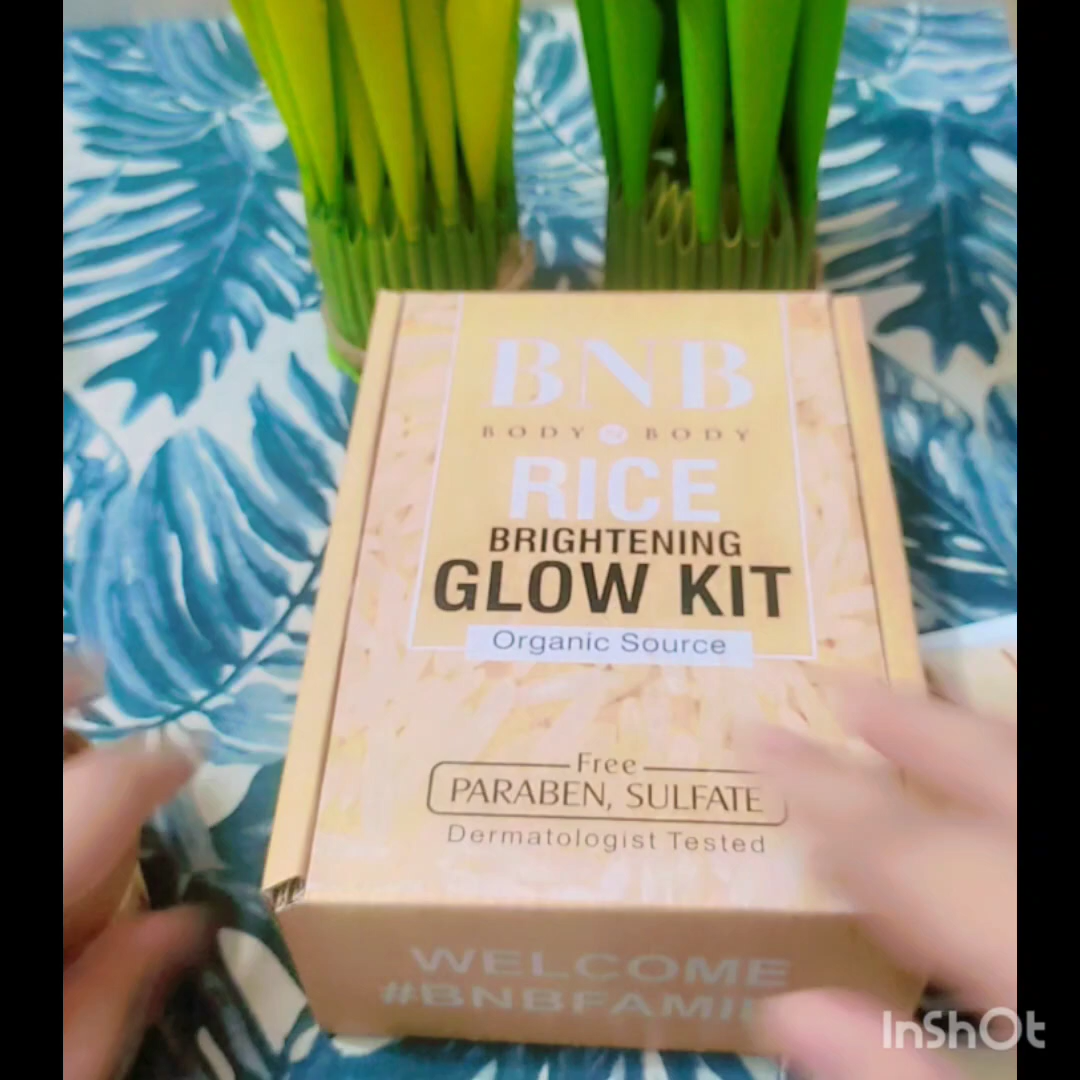 BNB
BODY BODY
RICE
BRIGHTENING
GLOW KIT
Organic Source
Free
PARABEN, SULFATE
Dermatologist Tested
WELCOME
InShOt